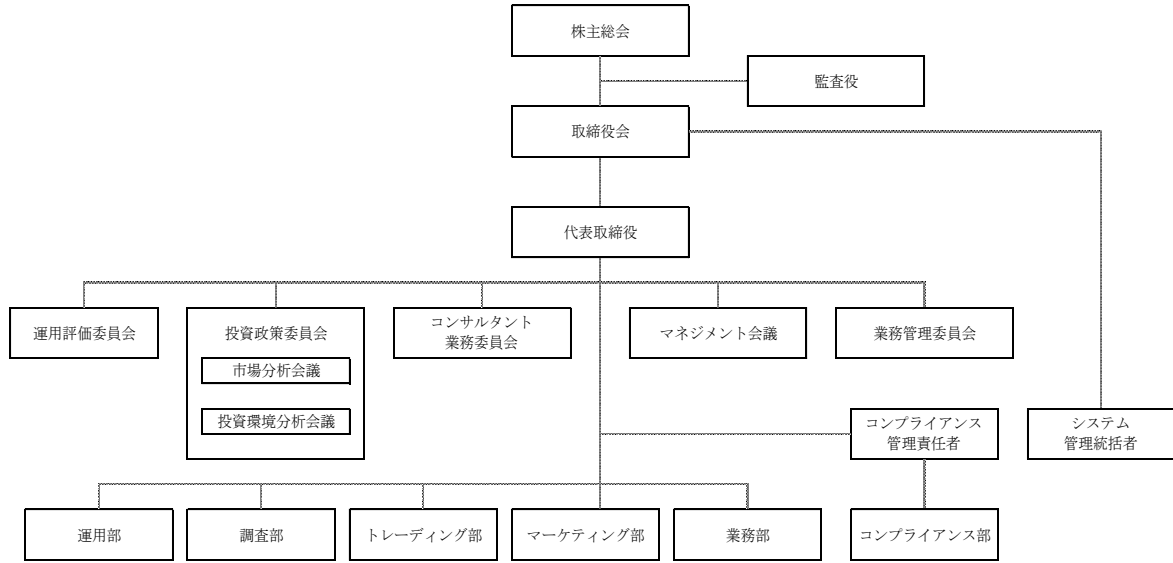 株主総会
監査役
取締役会
代表取締役
運用評価委員会
投資政策委員会
市場分析会議
投資環境分析会議
コンサルタント
業務委員会
マネジメント会議
業務管理委員会
コンプライアンス
管理責任者
システム
管理統括者
運用部
調査部
トレーディング部
マーケティング部
業務部
コンプライアンス部